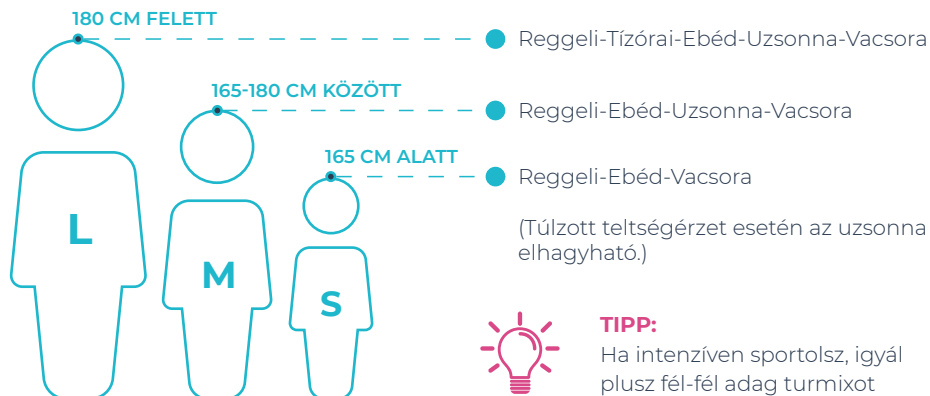 180 CM FELETT
Reggeli-Tízórai-Ebéd-Uzsonna-Vacsora
165-180 CM KÖZÖTT
Reggeli-Ebéd-Uzsonna-Vacsora
165 CM ALATT
Reggeli-Ebéd-Vacsora
(Túlzott teltségérzet esetén az uzsonna
elhagyható.)
L
M
S
TIPP:
Ha intenzíven sportolsz, igyál
plusz fél-fél adag turmixot